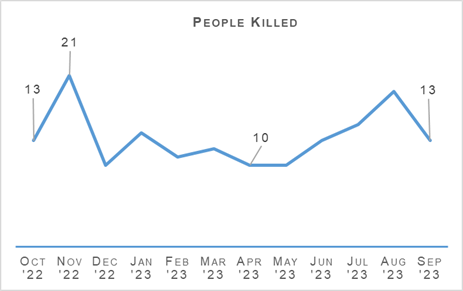 People Killed
21
13
13
10
Oct Nov Dec Jan Feb Mar Apr May Jun Jul Aug Sep
'22 '22 '22 '23 '23 '23 '23 '23 '23 '23 '23 '23